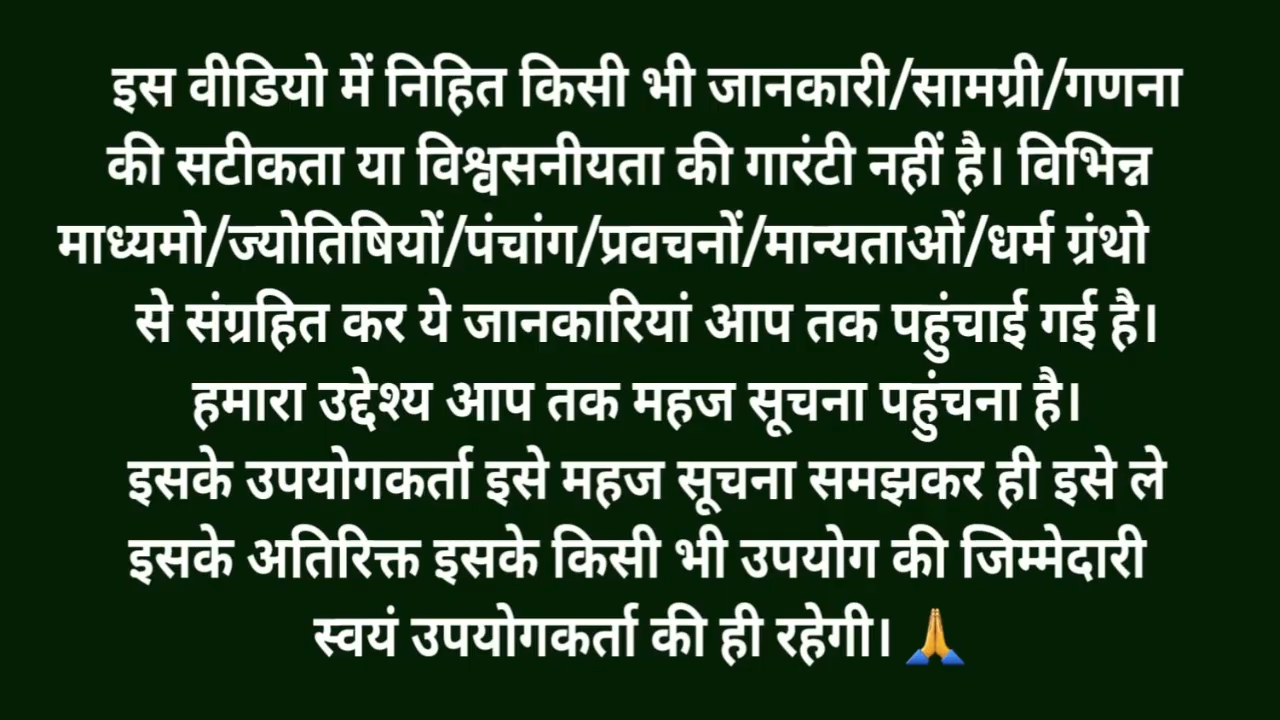 इस वीडियो में निहित किसी भी जानकारी/सामग्री/गणना
की सटीकता या विश्वसनीयता की गारंटी नहीं है। विभिन्न
माध्यमो/ज्योतिषियों/पंचांग/प्रवचनों/मान्यताओं/धर्म ग्रंथो
से संग्रहित कर ये जानकारियां आप तक पहुंचाई गई है।
हमारा उद्देश्य आप तक महज सूचना पहुंचना है।
इसके उपयोगकर्ता इसे महज सूचना समझकर ही इसे ले
इसके अतिरिक्त इसके किसी भी उपयोग की जिम्मेदारी
स्वयं उपयोगकर्ता की ही रहेगी। 🙏